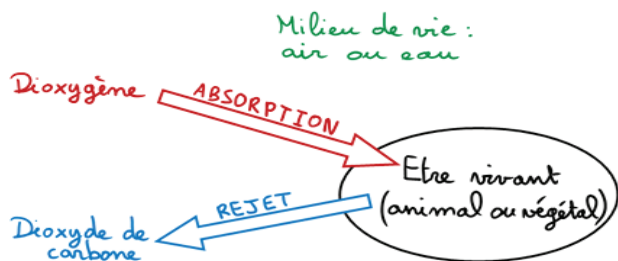 Milieu de vie :
air ou eau
Dioxygène
ABSORPTION
Etre vivant
(animal ou végétal)
REJET
Dioxyde de
carbone